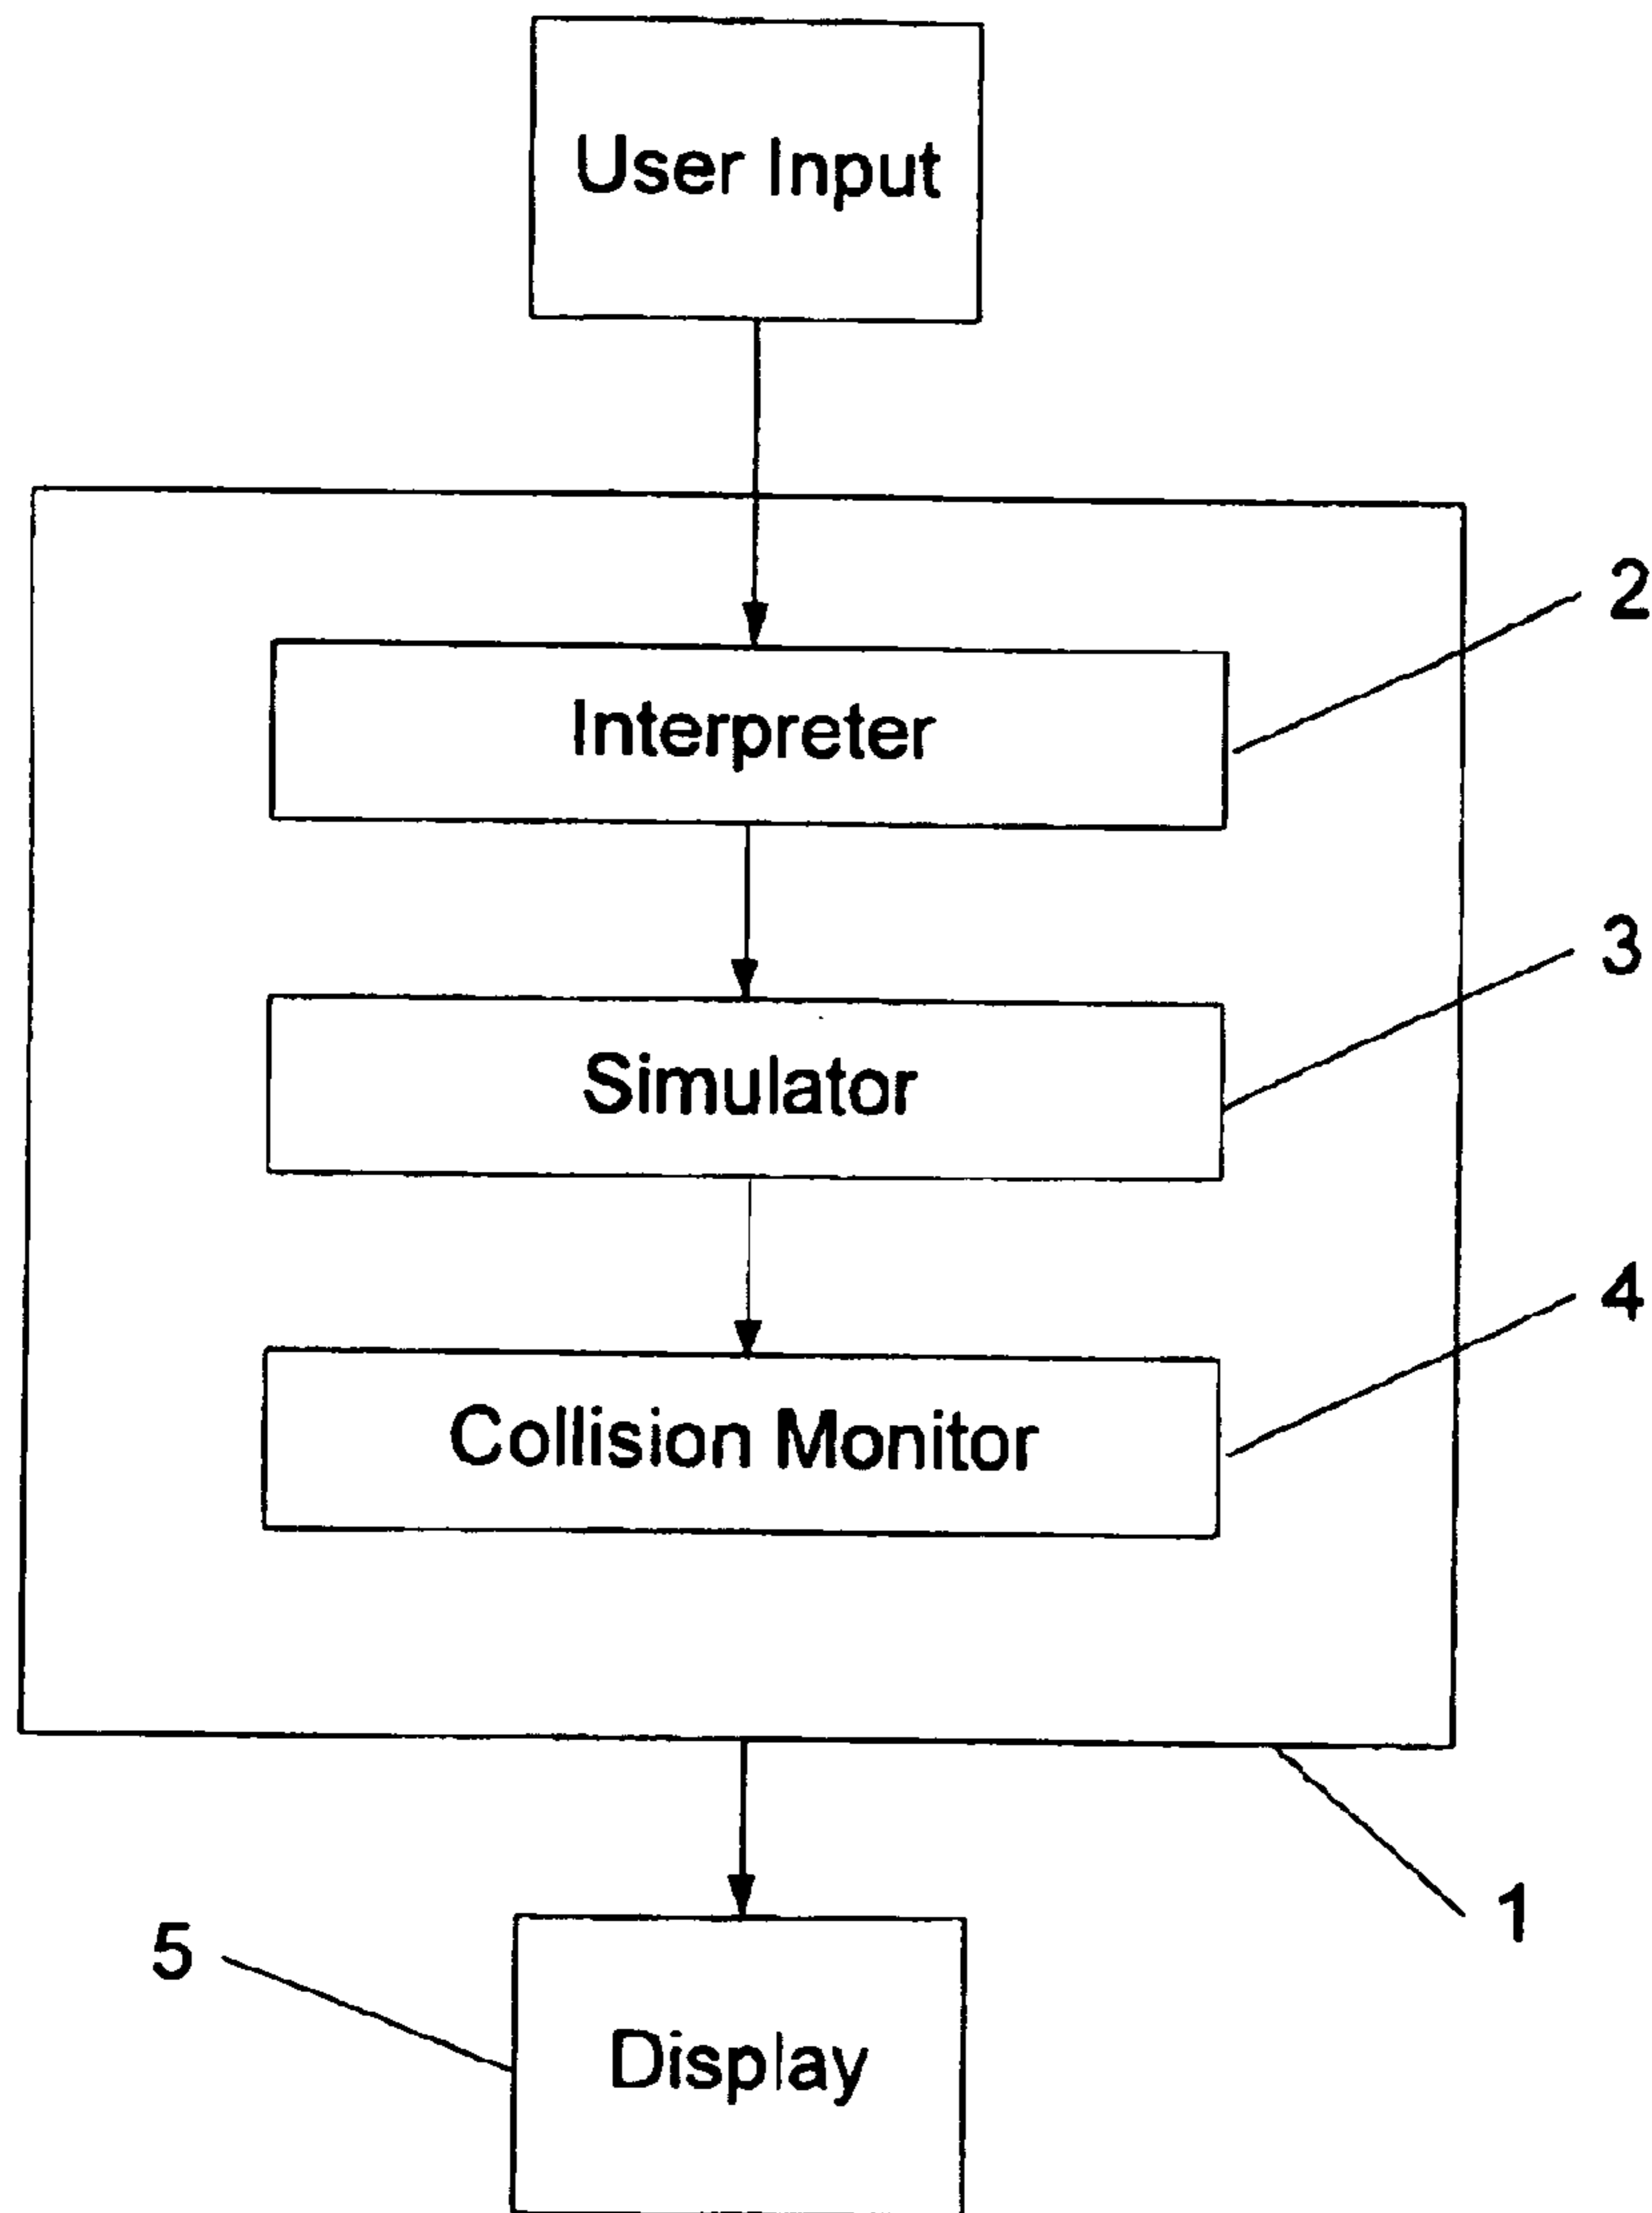 User Input
2
Interpreter
3
Simulator
4
Collision Monitor
1
5
Display